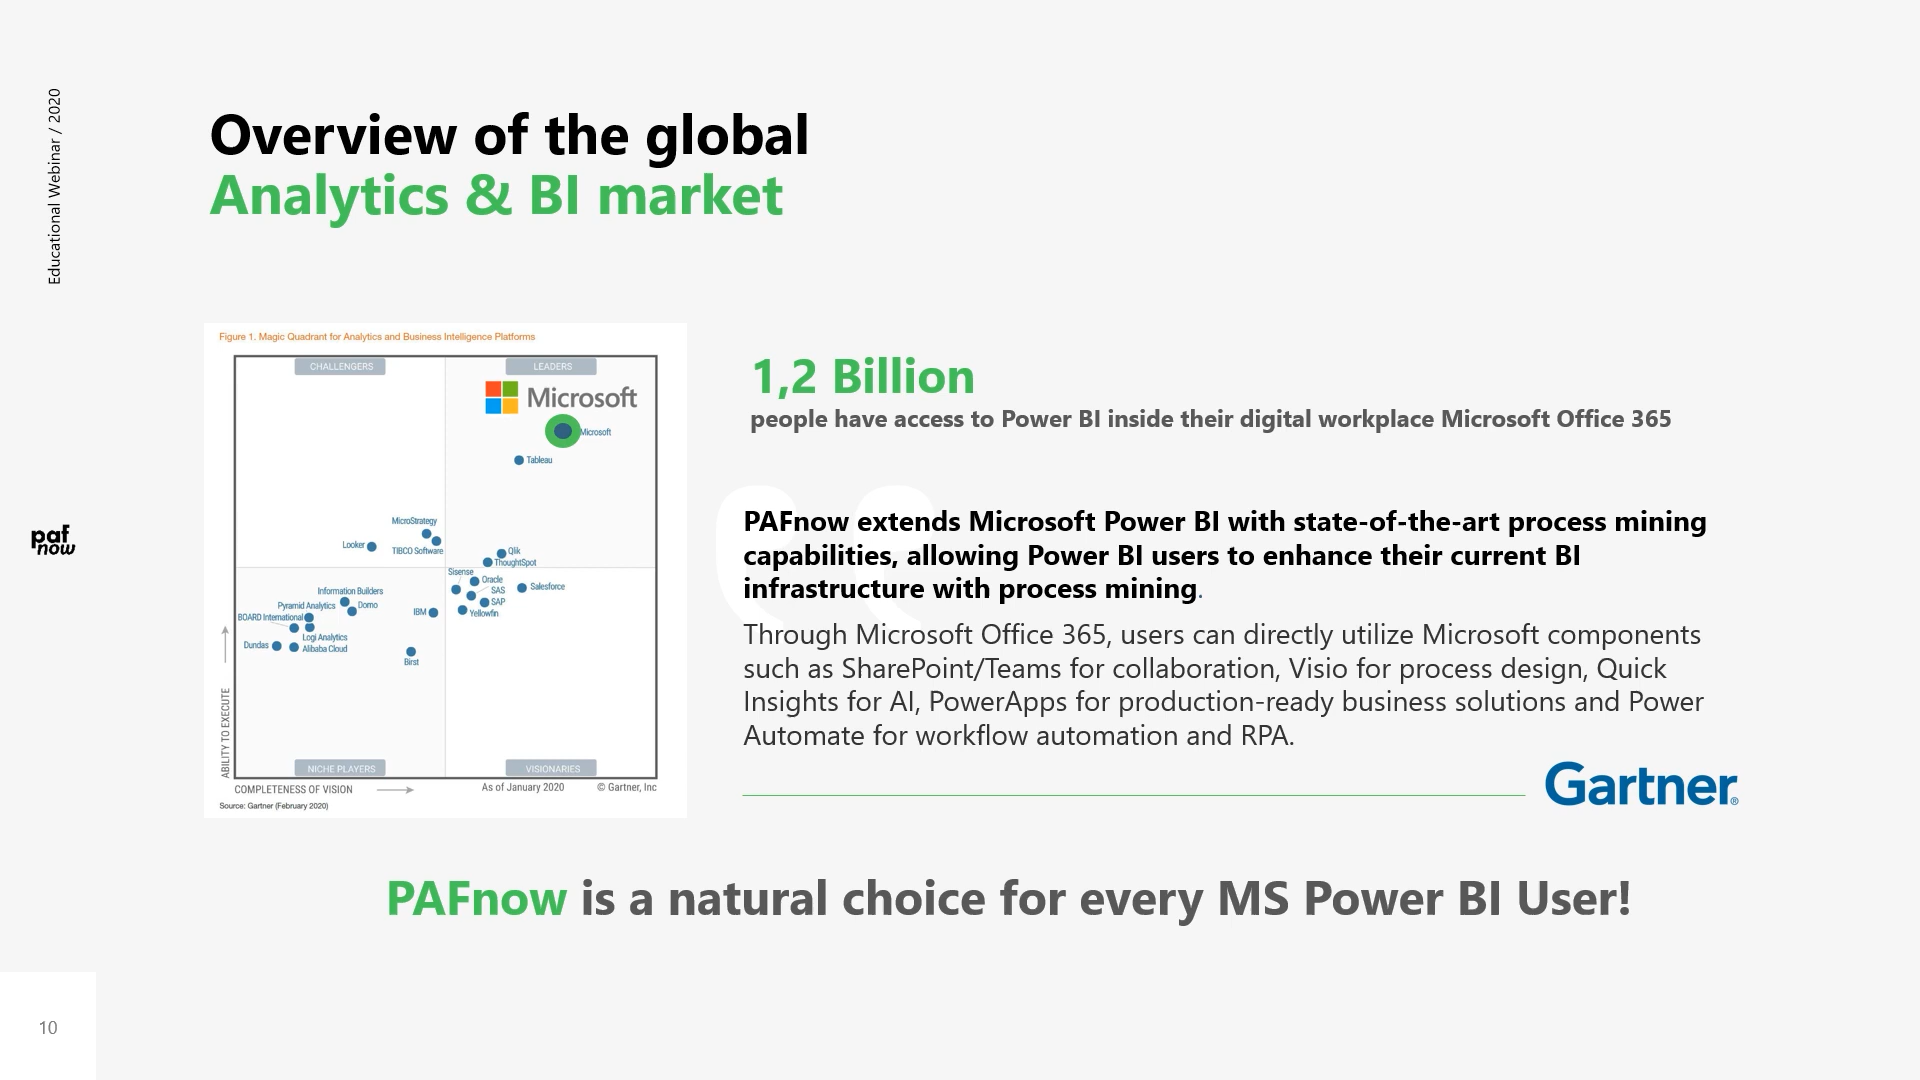 Educational Webinar / 2020
Overview of the global
Analytics & BI market
paf
now
Figure 1. Magic Quadrant for Analytics and Business Intelligence Platforms
CHALLENGERS
LEADERS
Microsoft
Microsoft
Tableau
MicroStrategy
Looker
TIBCO Software
Qlik
ThoughtSpot
Sisense
Oracle
SAS
Salesforce
SAP
Yellowfin
IBM
Information Builders
Pyramid Analytics
Domo
BOARD International
Logi Analytics
Dundas
Alibaba Cloud
Birst
ABILITY TO EXECUTE
NICHE PLAYERS
VISIONARIES
COMPLETENESS OF VISION
As of January 2020
© Gartner, Inc
Source: Gartner (February 2020)
1,2 Billion
people have access to Power BI inside their digital workplace Microsoft Office 365
PAFnow extends Microsoft Power BI with state-of-the-art process mining
capabilities, allowing Power BI users to enhance their current BI
infrastructure with process mining.
Through Microsoft Office 365, users can directly utilize Microsoft components
such as SharePoint/Teams for collaboration, Visio for process design, Quick
Insights for AI, PowerApps for production-ready business solutions and Power
Automate for workflow automation and RPA.
Gartner®
PAFnow is a natural choice for every MS Power BI User!
10